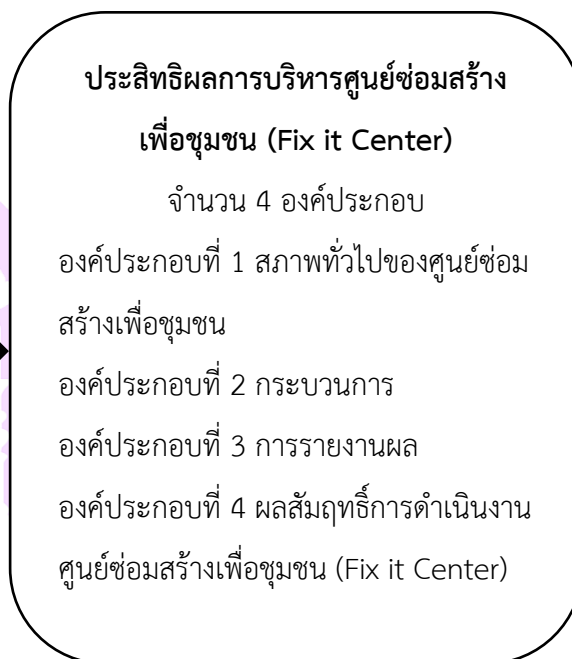 ประสิทธิผลการบริหารศูนย์ซ่อมสร้าง
เพื่อชุมชน (Fix it Center)
จำนวน 4 องค์ประกอบ
องค์ประกอบที่ 1 สภาพทั่วไปของศูนย์ซ่อม
สร้างเพื่อชุมชน
องค์ประกอบที่ 2 กระบวนการ
องค์ประกอบที่ 3 การรายงานผล
องค์ประกอบที่ 4 ผลสัมฤทธิ์การดำเนินงาน
ศูนย์ซ่อมสร้างเพื่อชุมชน (Fix it Center)